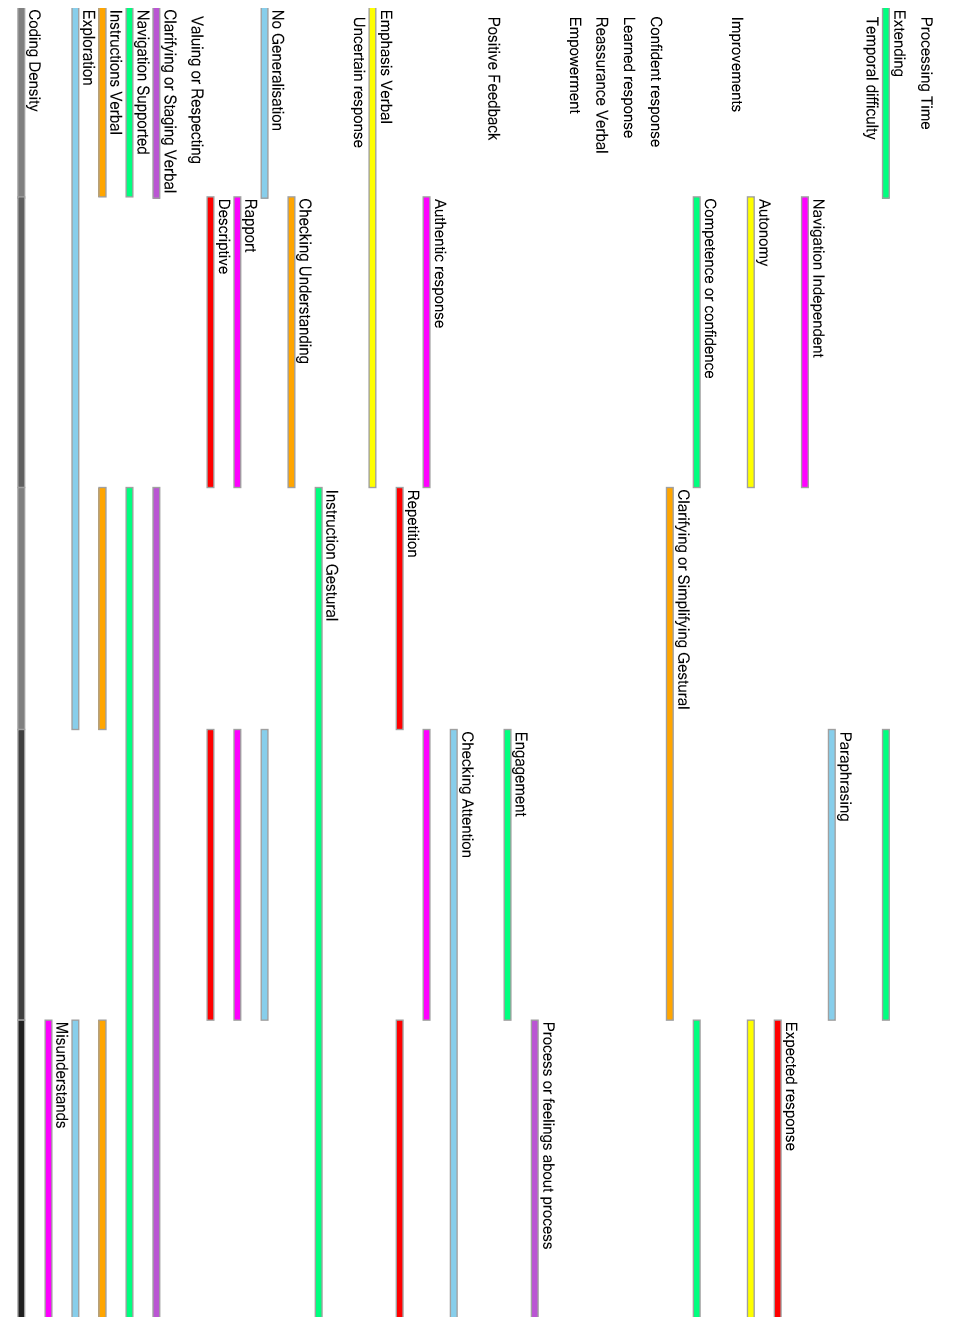 Processing Time
Extending
Temporal difficulty
Paraphrasing
Navigation Independent
Expected response
Autonomy
Improvements
Competence or confidence
Clarifying or Simplifying Gestural
Confident response
Learned response
Reassurance Verbal
Empowerment
Process or feelings about process
Engagement
Positive Feedback
Checking Attention
Authentic response
Repetition
Emphasis Verbal
Uncertain response
Instruction Gestural
Checking Understanding
No Generalisation
Rapport
Descriptive
Valuing or Respecting
Clarifying or Staging Verbal
Navigation Supported
Instructions Verbal
Exploration
Misunderstands
Coding Density